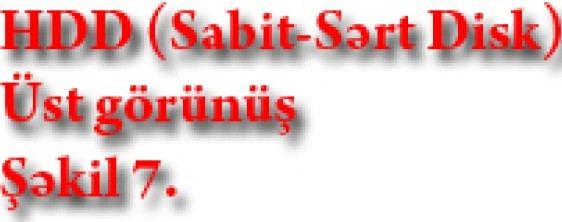 HDD (Sabit-Sərt Disk)
Üst görünüş
Şəkil 7.